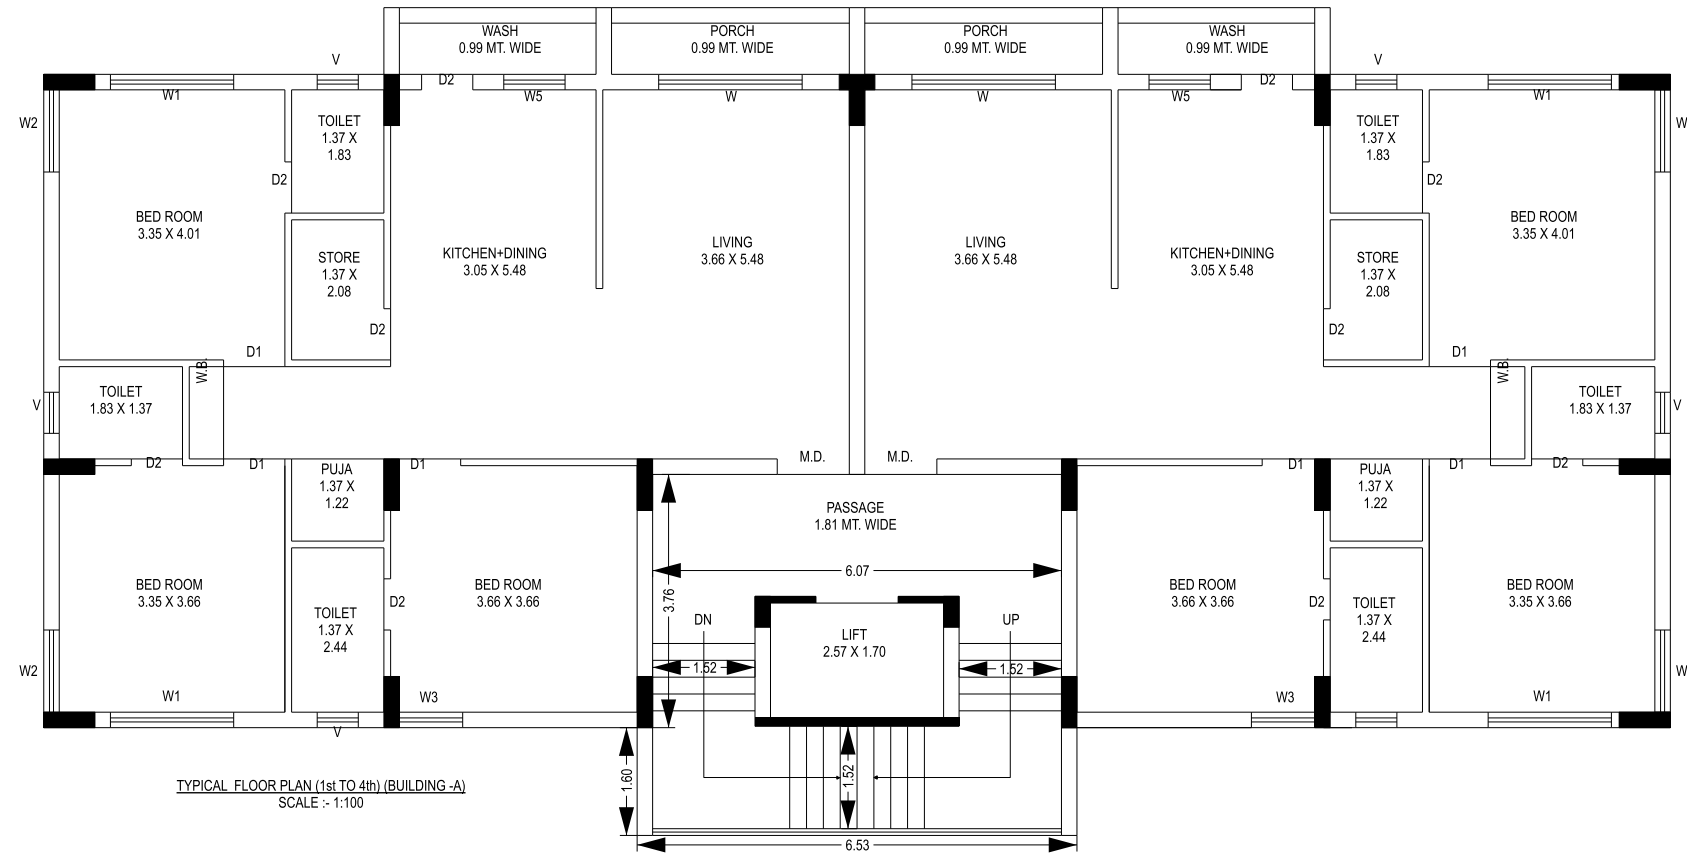 WASH
0.99 MT. WIDE
PORCH
0.99 MT. WIDE
PORCH
0.99 MT. WIDE
WASH
0.99 MT. WIDE
V
V
D2
D2
W1
W5
W
W
W5
W1
W2
W
TOILET
1.37 X
1.83
TOILET
1.37 X
1.83
D2
D2
BED ROOM
3.35 X 4.01
BED ROOM
3.35 X 4.01
STORE
1.37 X
2.08
KITCHEN+DINING
3.05 X 5.48
LIVING
3.66 X 5.48
LIVING
3.66 X 5.48
KITCHEN+DINING
3.05 X 5.48
STORE
1.37 X
2.08
D2
D2
D1
D1
W.B.
W.B.
TOILET
1.83 X 1.37
TOILET
1.83 X 1.37
V
V
D2
D1
PUJA
1.37 X
1.22
D1
M.D.
M.D.
D1
PUJA
1.37 X
1.22
D1
D2
PASSAGE
1.81 MT. WIDE
6.07
3.76
BED ROOM
3.35 X 3.66
BED ROOM
3.66 X 3.66
BED ROOM
3.66 X 3.66
BED ROOM
3.35 X 3.66
D2
D2
TOILET
1.37 X
2.44
TOILET
1.37 X
2.44
DN
UP
LIFT
2.57 X 1.70
1.52
1.52
W2
W
W1
W3
W3
W1
V
1.60
1.52
6.53
TYPICAL FLOOR PLAN (1st TO 4th) (BUILDING -A)
SCALE :- 1:100